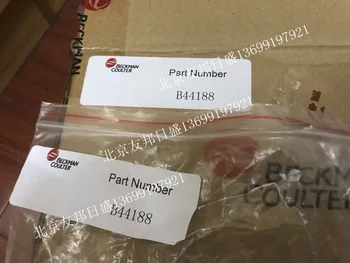 BECKMAN
COULTER
Part Number
B44188
北京友邦日盛13699197921
BECKMAN
COULTER
Part Number
B44188
北京友邦日盛13699197921
BECKMAN
COULTER